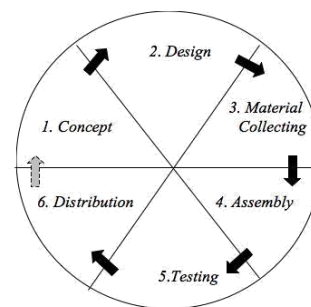 2. Design
3. Material
Collecting
1. Concept
6. Distribution
4. Assembly
5.Testing